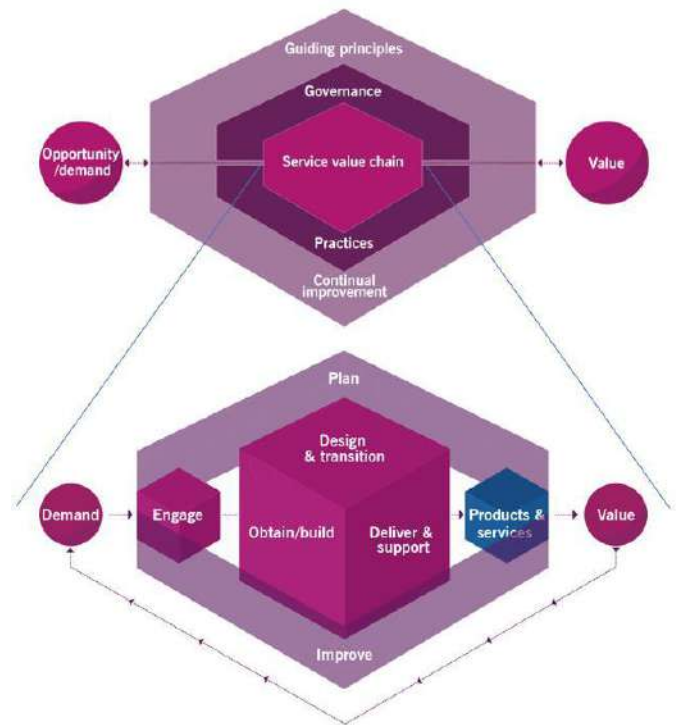 Guiding principles
Governance
Opportunity
/demand
Service value chain
Value
Practices
Continual
improvement
Plan
Design
& transition
Demand
Engage
Obtain/build
Deliver &
support
Products &
services
Value
Improve